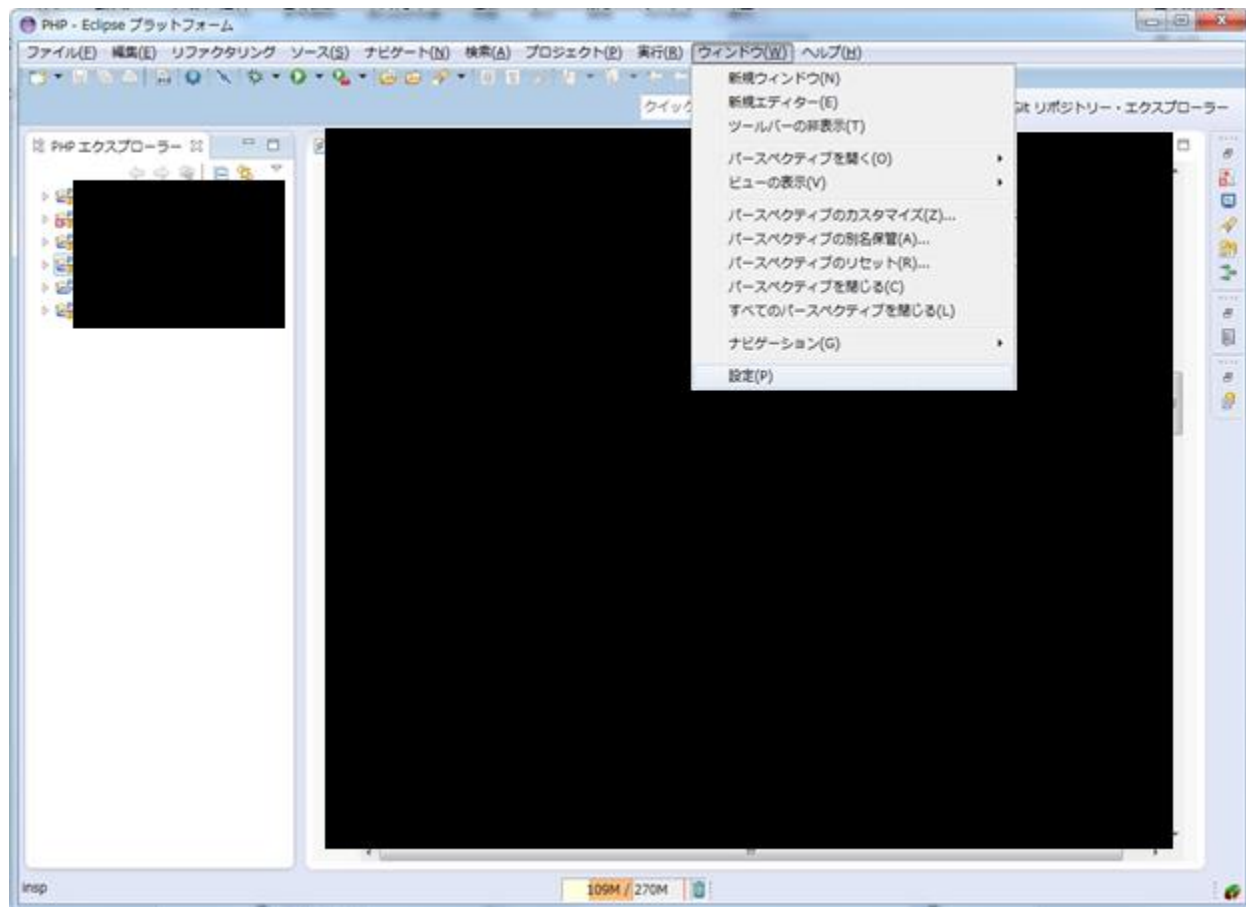 PHP - Eclipse プラットフォーム
ファイル(F) 編集(E) リファクタリング ソース(S) ナビゲート(N) 検索(A) プロジェクト(P) 実行(R) ウィンドウ(W) ヘルプ(H)
新規ウィンドウ(N)
新規エディター(E)
ツールバーの非表示(T)
クイック
Git リポジトリー・エクスプローラー
PHP エクスプローラー
パースペクティブを開く(O)
ビューの表示(V)
パースペクティブのカスタマイズ(Z)...
パースペクティブの別名保管(A)...
パースペクティブのリセット(R)...
パースペクティブを閉じる(C)
すべてのパースペクティブを閉じる(L)
ナビゲーション(G)
設定(P)
insp
109M / 270M